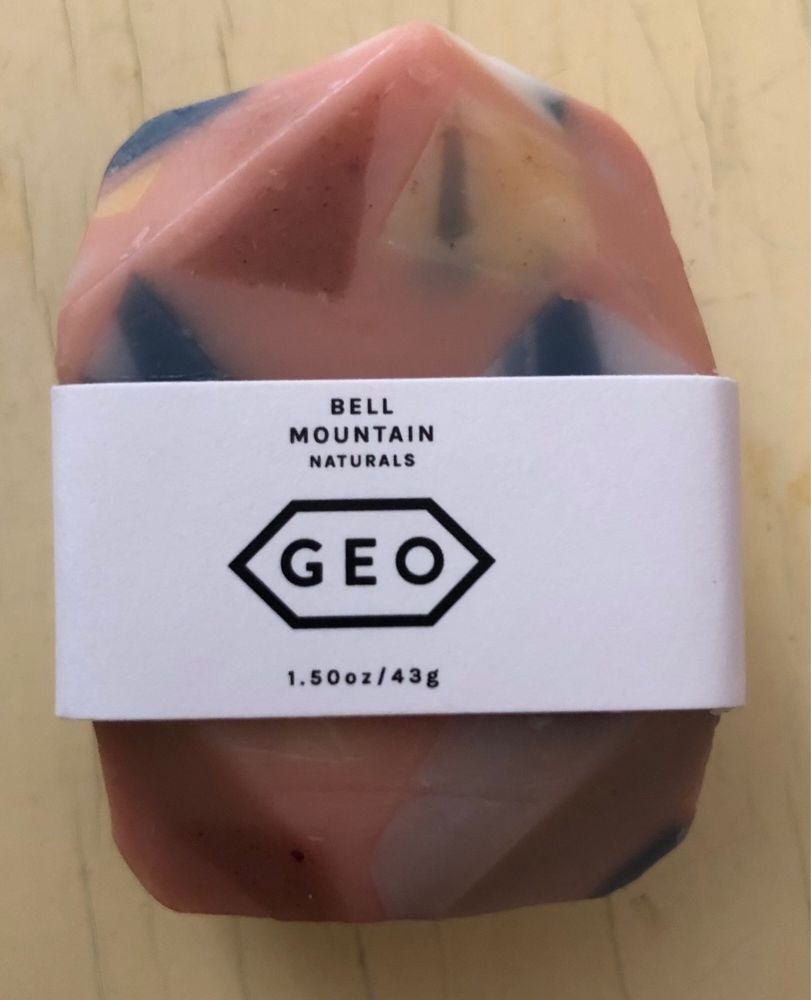 BELL
MOUNTAIN
NATURALS
GEO
1.50oz/43g